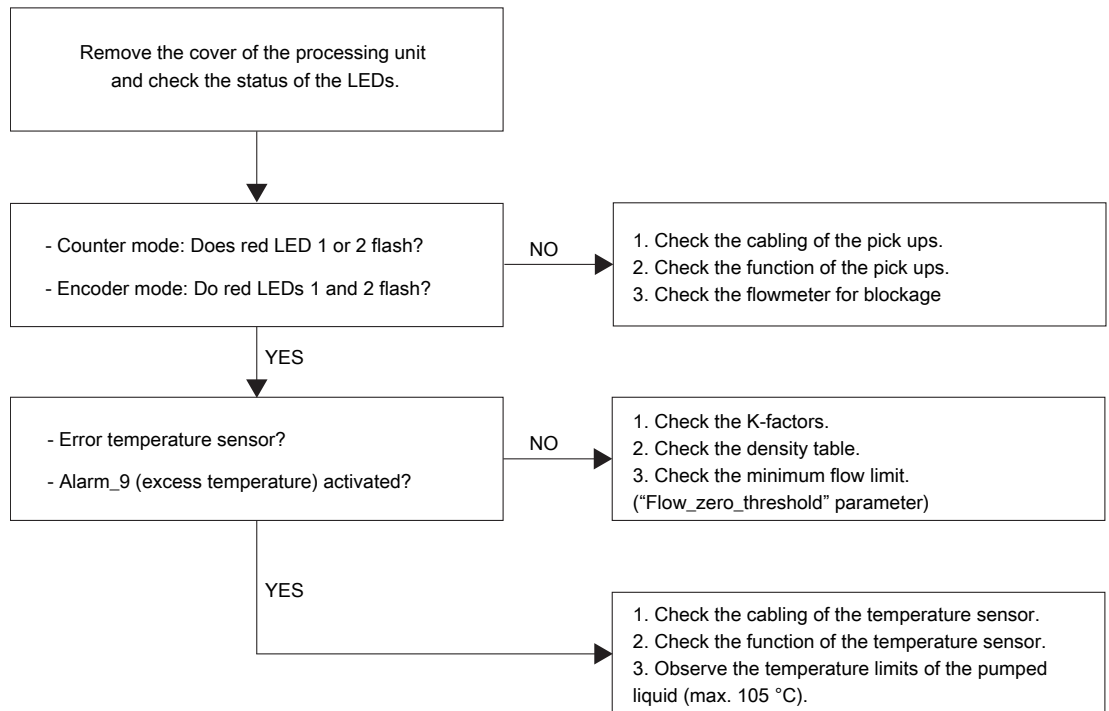 Remove the cover of the processing unit
and check the status of the LEDs.
- Counter mode: Does red LED 1 or 2 flash?
- Encoder mode: Do red LEDs 1 and 2 flash?
NO
1. Check the cabling of the pick ups.
2. Check the function of the pick ups.
3. Check the flowmeter for blockage
YES
- Error temperature sensor?
- Alarm_9 (excess temperature) activated?
NO
1. Check the K-factors.
2. Check the density table.
3. Check the minimum flow limit.
(“Flow_zero_threshold” parameter)
YES
1. Check the cabling of the temperature sensor.
2. Check the function of the temperature sensor.
3. Observe the temperature limits of the pumped
liquid (max. 105 °C).